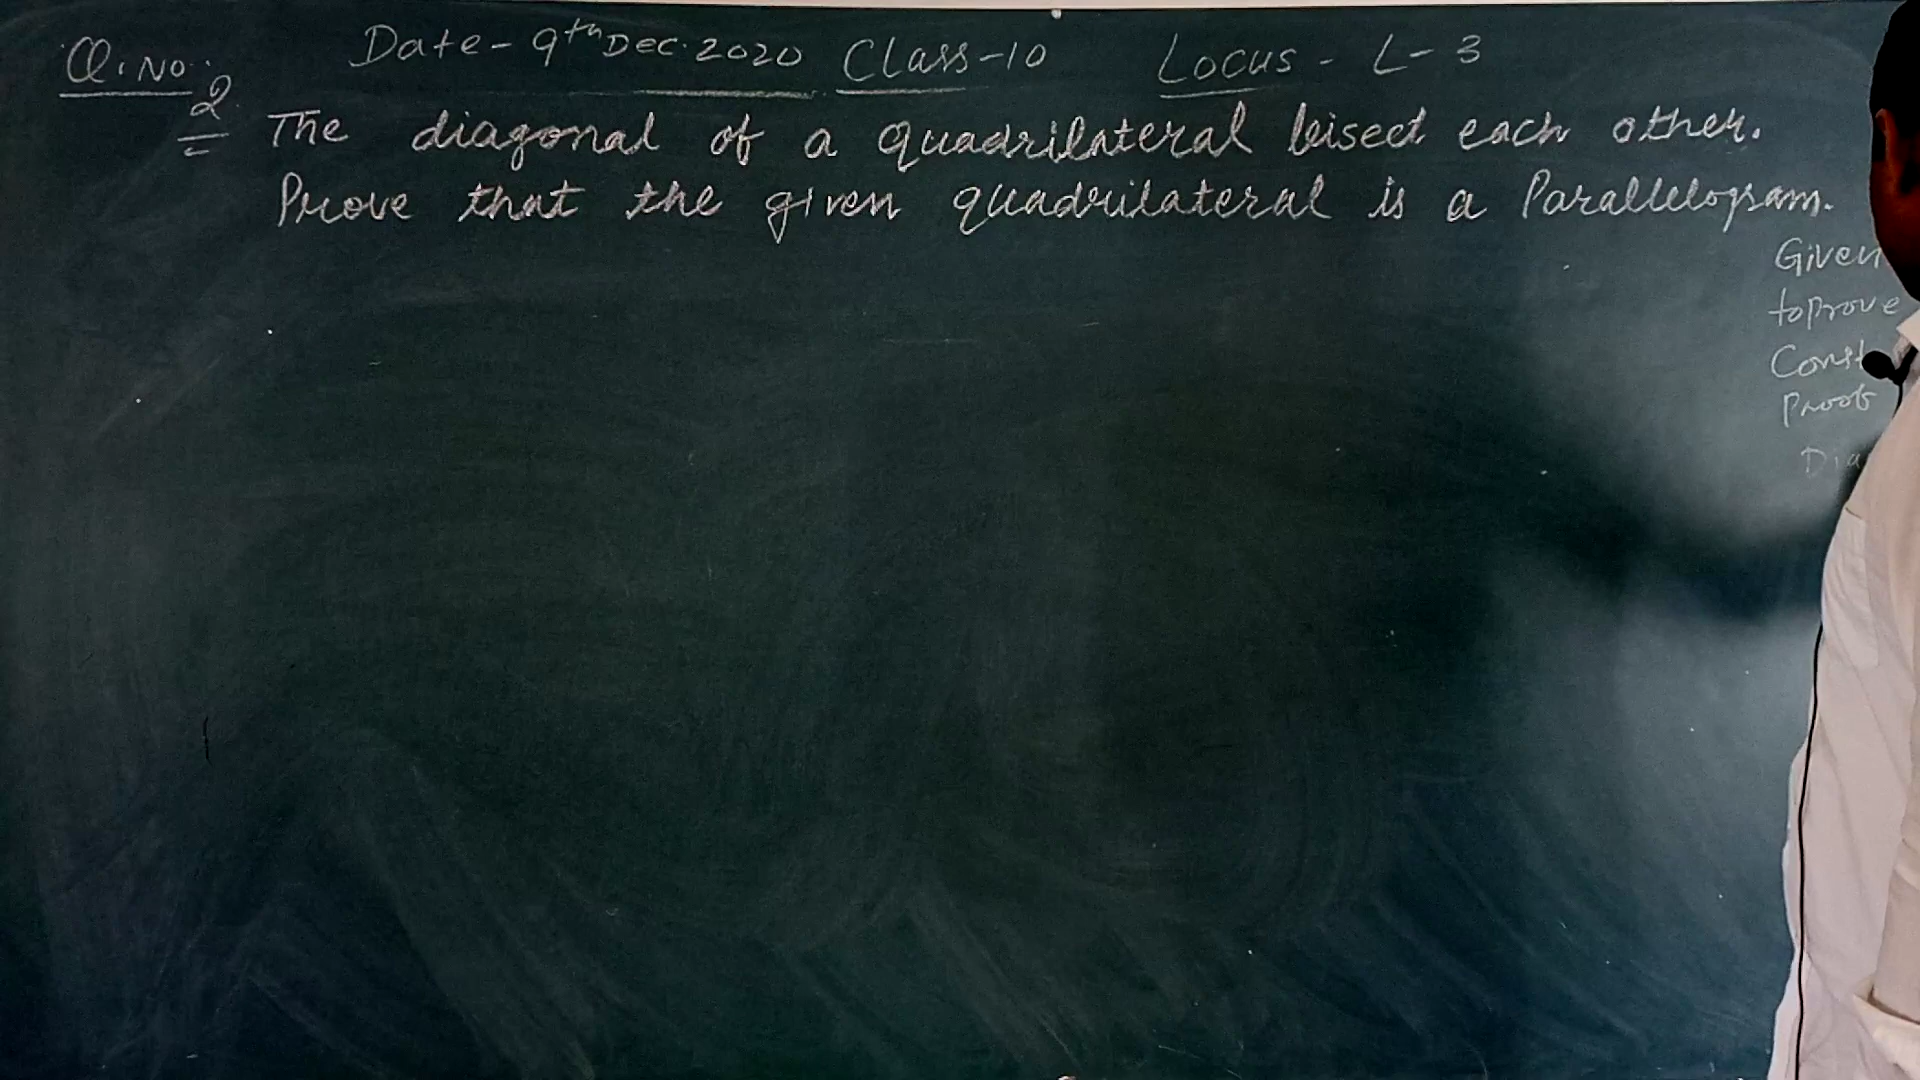 Q.No. Date- 9th Dec. 2020 Class-10 Locus - L-3
2 The diagonal of a quadrilateral bisect each other.
Prove that the given quadrilateral is a Parallelogram.
Given
to prove
Const
Proof
Dia